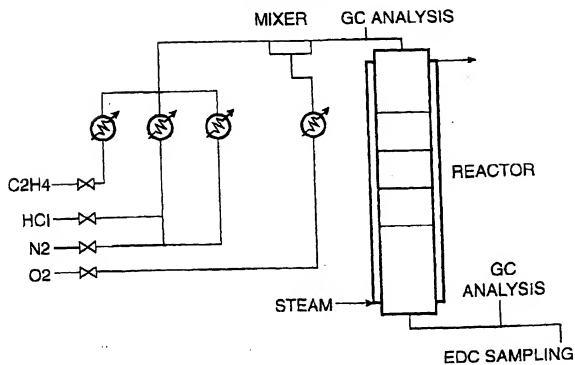 MIXER
GC ANALYSIS
C2H4
HCl
N2
O2
REACTOR
STEAM
GC
ANALYSIS
EDC SAMPLING